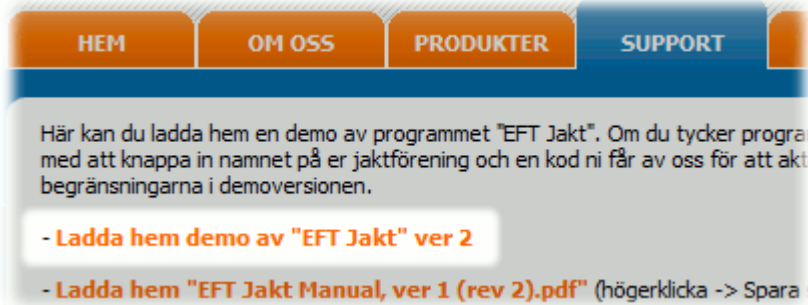 HEM OM OSS PRODUKTER SUPPORT
Här kan du ladda hem en demo av programmet "EFT Jakt". Om du tycker
med att knappa in namnet på er jaktförening och en kod ni får av oss för att
begränsningarna i demoversionen.
- Ladda hem demo av "EFT Jakt" ver 2
- Ladda hem "EFT Jakt Manual, ver 1 (rev 2).pdf" (högerklicka -> Spara